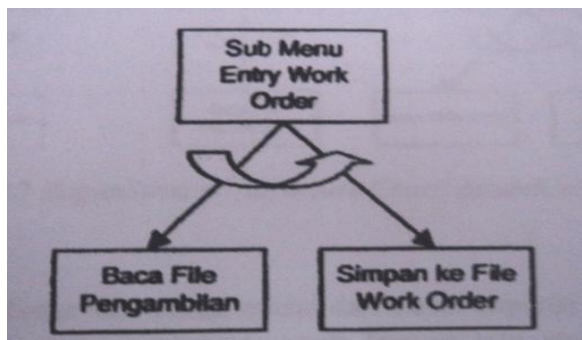 Sub Menu
Entry Work
Order
Baca File
Pengambilan
Simpan ke File
Work Order